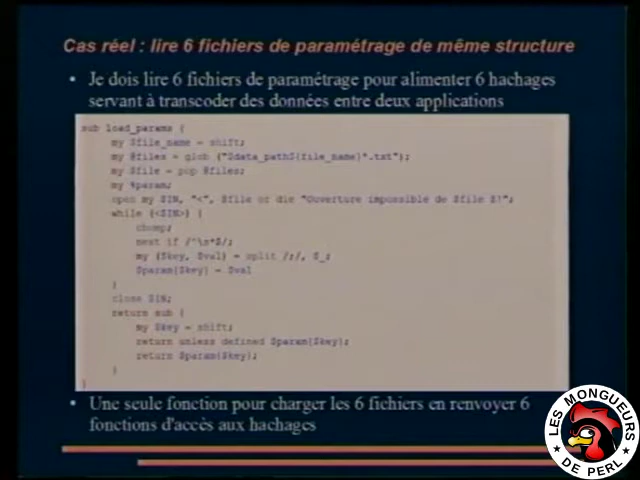 Cas réel : lire 6 fichiers de paramétrage de même structure
• Je dois lire 6 fichiers de paramétrage pour alimenter 6 hachages
servant à transcoder des données entre deux applications
sub load_params {
my $file_name = shift;
my @files = glob ("$data_path${file_name}*.txt");
my $file = pop @files;
my %param;
open my $IN, "<", $file or die "Ouverture impossible de $file $!";
while (<$IN>) {
chomp;
next if /^\s*$/;
my ($key, $val) = split /;/, $_;
$param{$key} = $val
}
close $IN;
return sub {
my $key = shift;
return unless defined $param{$key};
return $param{$key};
}
}
• Une seule fonction pour charger les 6 fichiers en renvoyer 6
fonctions d'accès aux hachages
LES MONGUEURS
DE PERL